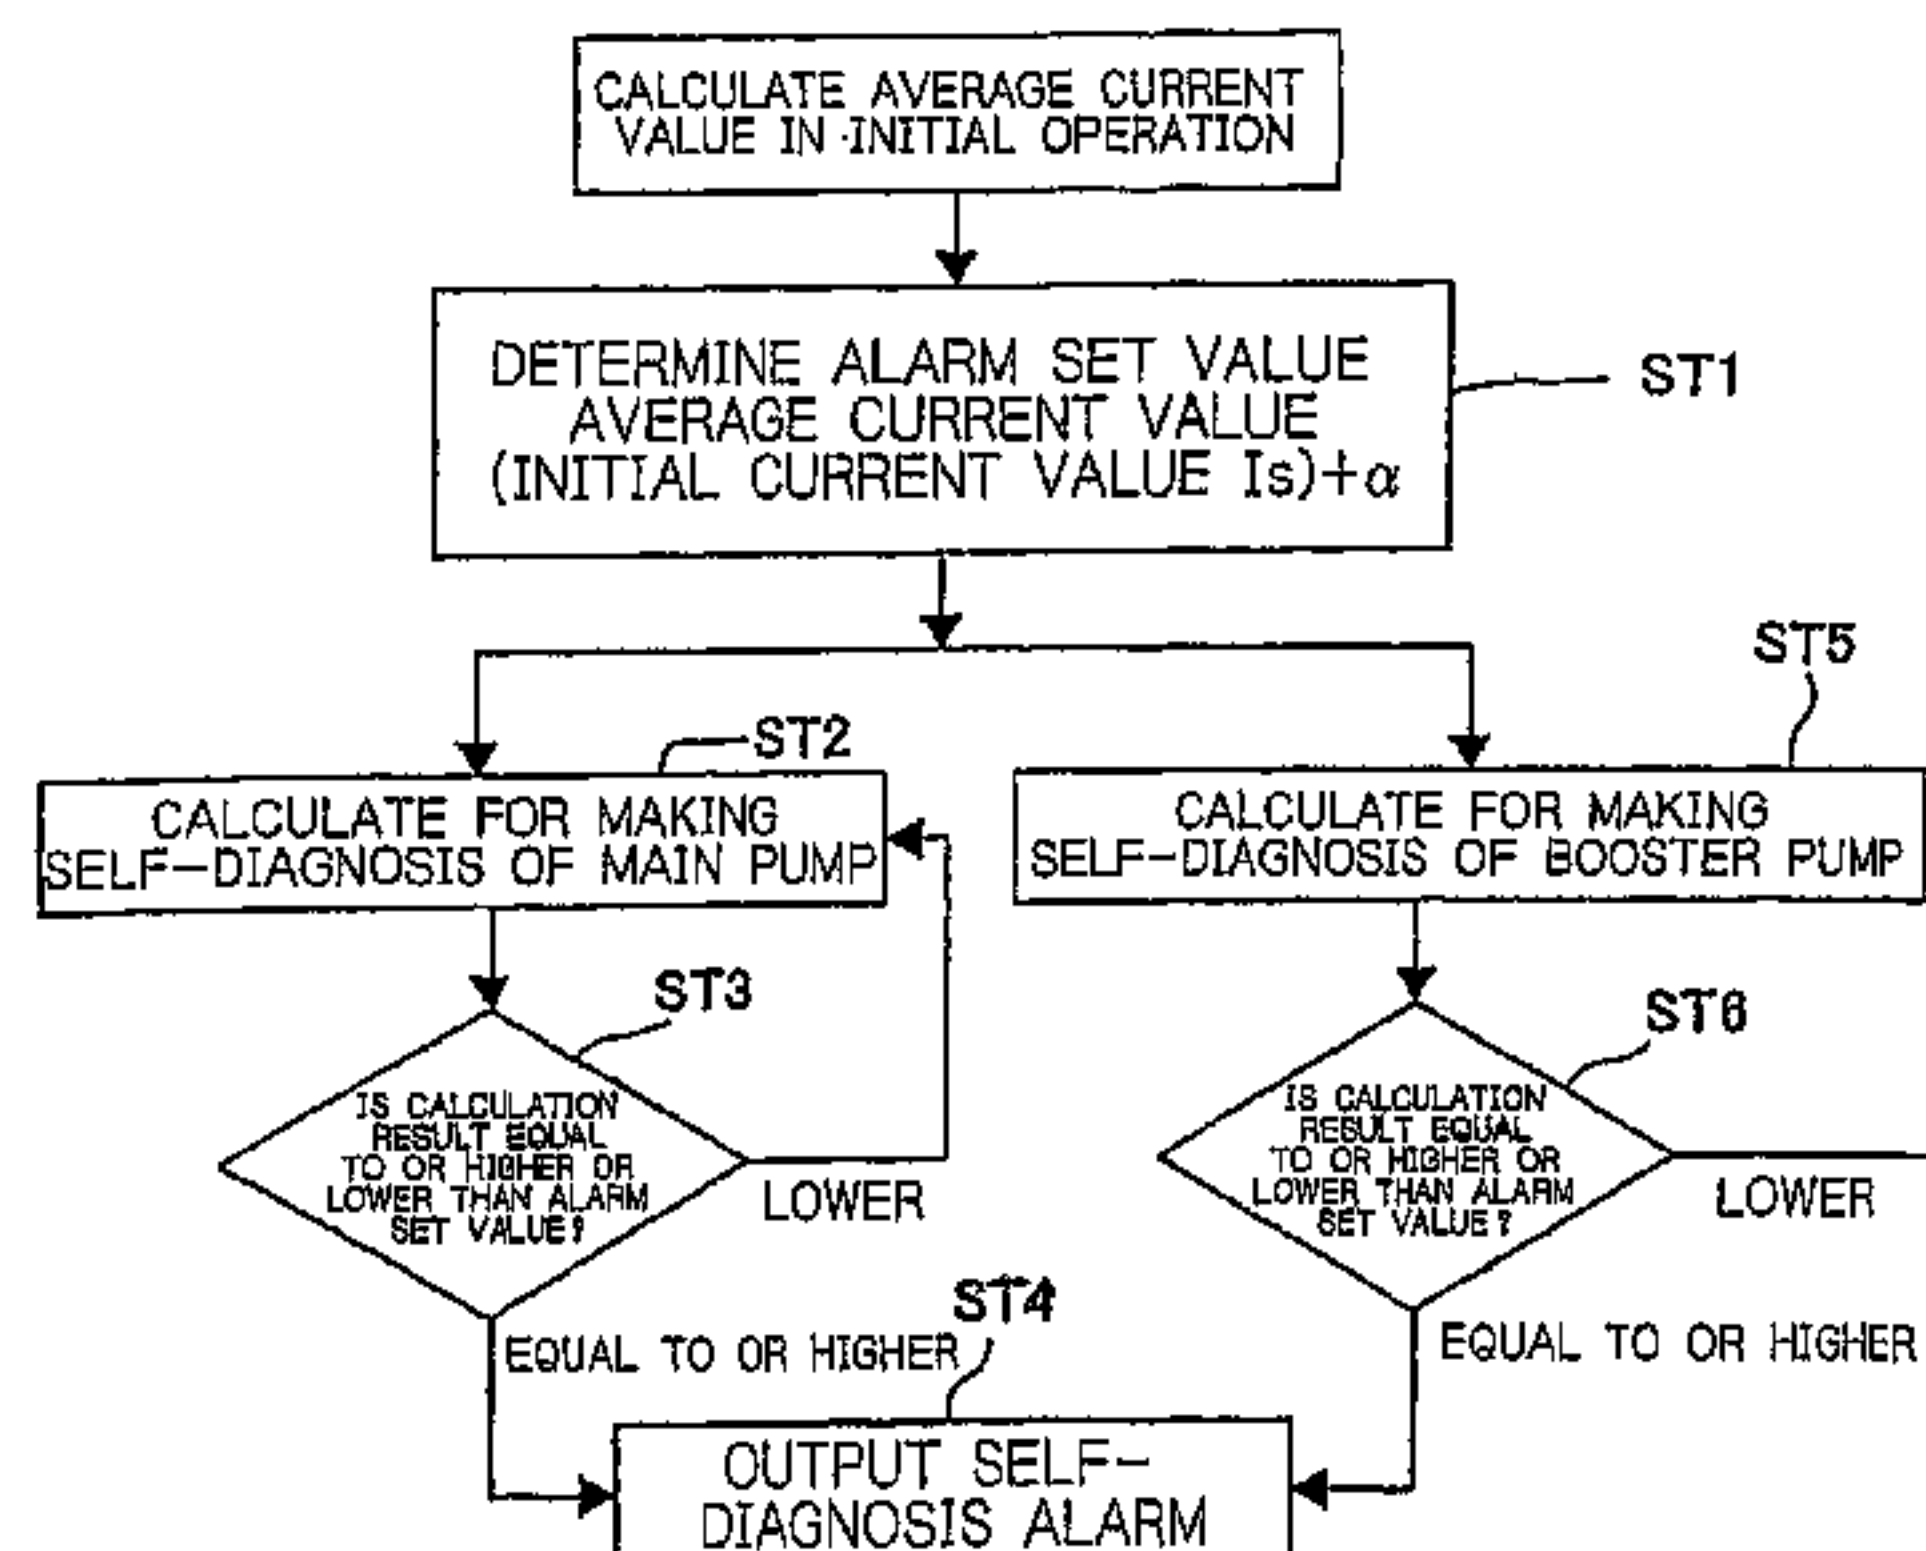 CALCULATE AVERAGE CURRENT
VALUE IN INITIAL OPERATION
DETERMINE ALARM SET VALUE
AVERAGE CURRENT VALUE
(INITIAL CURRENT VALUE Is)+α
ST1
ST2
CALCULATE FOR MAKING
SELF-DIAGNOSIS OF MAIN PUMP
ST5
CALCULATE FOR MAKING
SELF-DIAGNOSIS OF BOOSTER PUMP
ST3
IS CALCULATION
RESULT EQUAL
TO OR HIGHER OR
LOWER THAN ALARM
SET VALUE?
LOWER
ST6
IS CALCULATION
RESULT EQUAL
TO OR HIGHER OR
LOWER THAN ALARM
SET VALUE?
LOWER
EQUAL TO OR HIGHER
ST4
EQUAL TO OR HIGHER
OUTPUT SELF-
DIAGNOSIS ALARM